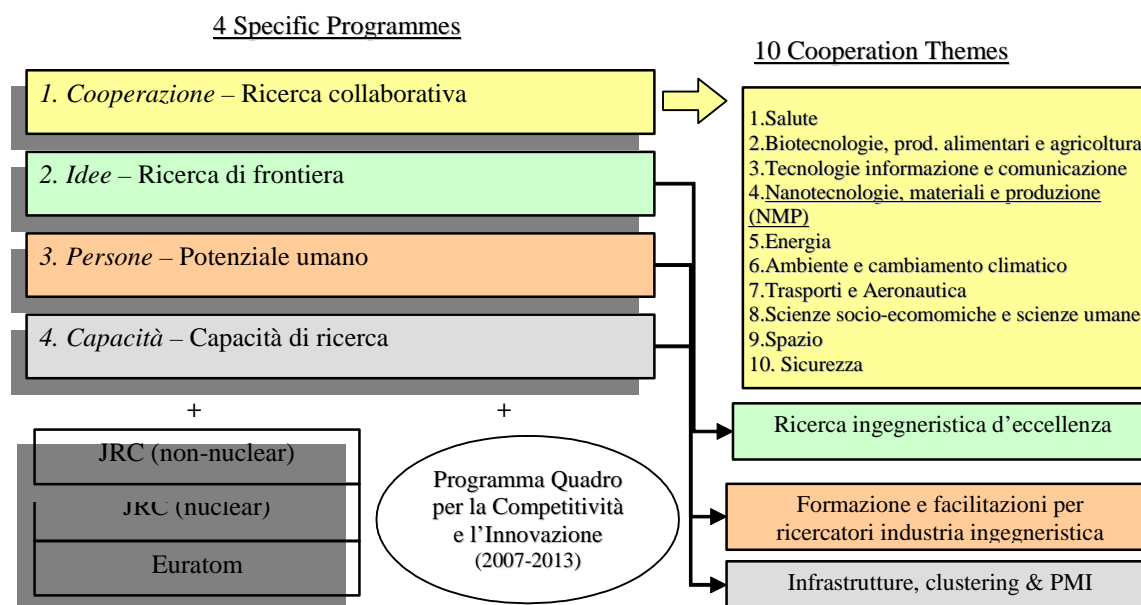 4 Specific Programmes
10 Cooperation Themes
1. Cooperazione – Ricerca collaborativa
2. Idee – Ricerca di frontiera
3. Persone – Potenziale umano
4. Capacità – Capacità di ricerca
1.Salute
2.Biotecnologie, prod. alimentari e agricoltura
3.Tecnologie informazione e comunicazione
4.Nanotecnologie, materiali e produzione
(NMP)
5.Energia
6.Ambiente e cambiamento climatico
7.Trasporti e Aeronautica
8.Scienze socio-ecomomiche e scienze umane
9.Spazio
10. Sicurezza
+ +
JRC (non-nuclear)
JRC (nuclear)
Euratom
Programma Quadro
per la Competitività
e l’Innovazione
(2007-2013)
Ricerca ingegneristica d’eccellenza
Formazione e facilitazioni per
ricercatori industria ingegneristica
Infrastrutture, clustering & PMI